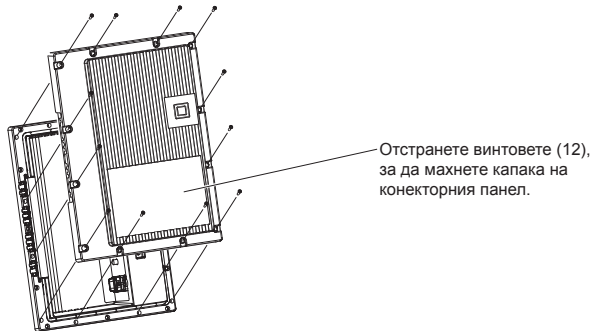 Отстранете винтовете (12),
за да махнете капака на
конекторния панел.